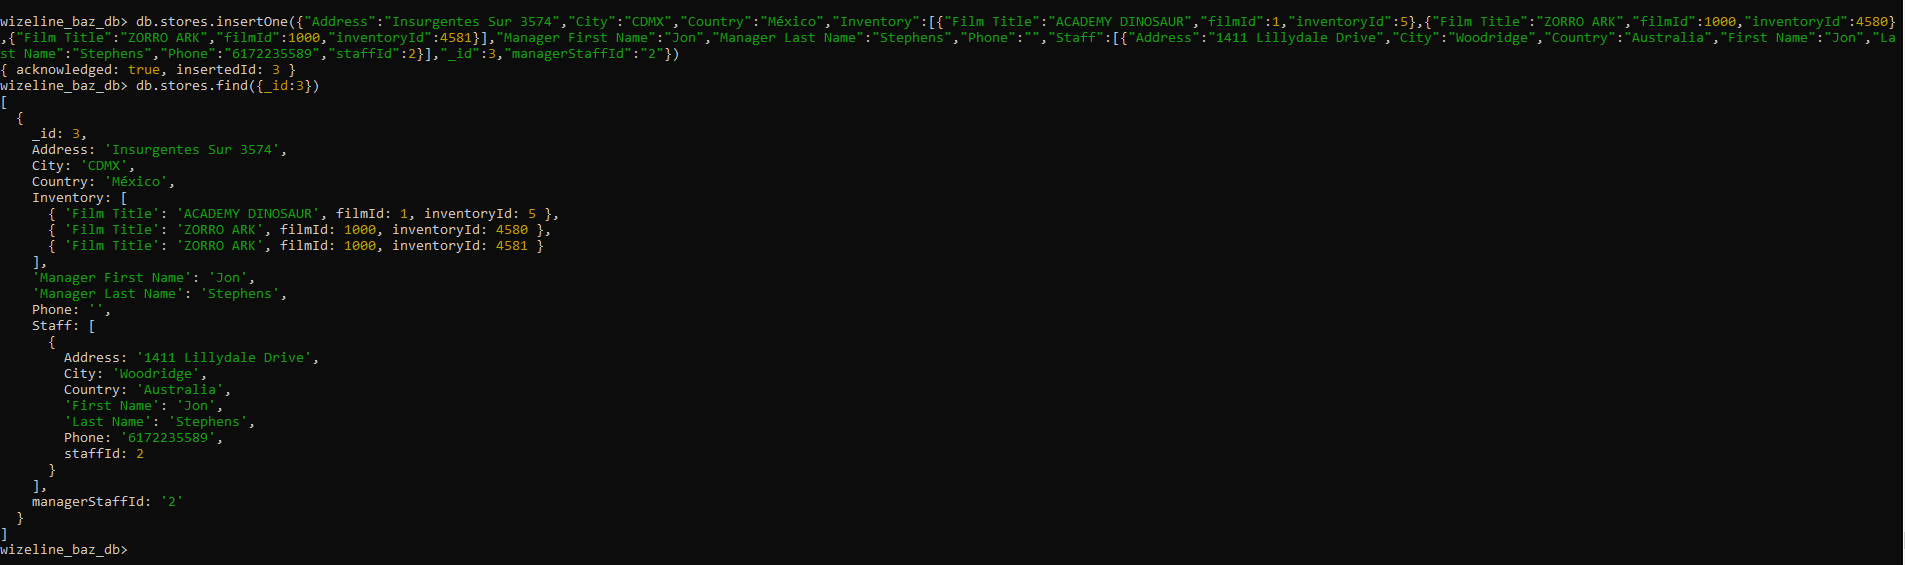 wizeline_baz_db> db.stores.insertOne({"Address":"Insurgentes Sur 3574","City":"CDMX","Country":"México","Inventory":[{"Film Title":"ACADEMY DINOSAUR","filmId":1,"inventoryId":5},{"Film Title":"ZORRO ARK","filmId":1000,"inventoryId":4580}
,{"Film Title":"ZORRO ARK","filmId":1000,"inventoryId":4581}],"Manager First Name":"Jon","Manager Last Name":"Stephens","Phone":"","Staff":[{"Address":"1411 Lillydale Drive","City":"Woodridge","Country":"Australia","First Name":"Jon","La
st Name":"Stephens","Phone":"6172235589","staffId":2}],"_id":3,"managerStaffId":"2"})
{ acknowledged: true, insertedId: 3 }
wizeline_baz_db> db.stores.find({_id:3})
[
  {
    _id: 3,
    Address: 'Insurgentes Sur 3574',
    City: 'CDMX',
    Country: 'México',
    Inventory: [
      { 'Film Title': 'ACADEMY DINOSAUR', filmId: 1, inventoryId: 5 },
      { 'Film Title': 'ZORRO ARK', filmId: 1000, inventoryId: 4580 },
      { 'Film Title': 'ZORRO ARK', filmId: 1000, inventoryId: 4581 }
    ],
    'Manager First Name': 'Jon',
    'Manager Last Name': 'Stephens',
    Phone: '',
    Staff: [
      {
        Address: '1411 Lillydale Drive',
        City: 'Woodridge',
        Country: 'Australia',
        'First Name': 'Jon',
        'Last Name': 'Stephens',
        Phone: '6172235589',
        staffId: 2
      }
    ],
    managerStaffId: '2'
  }
]
wizeline_baz_db>